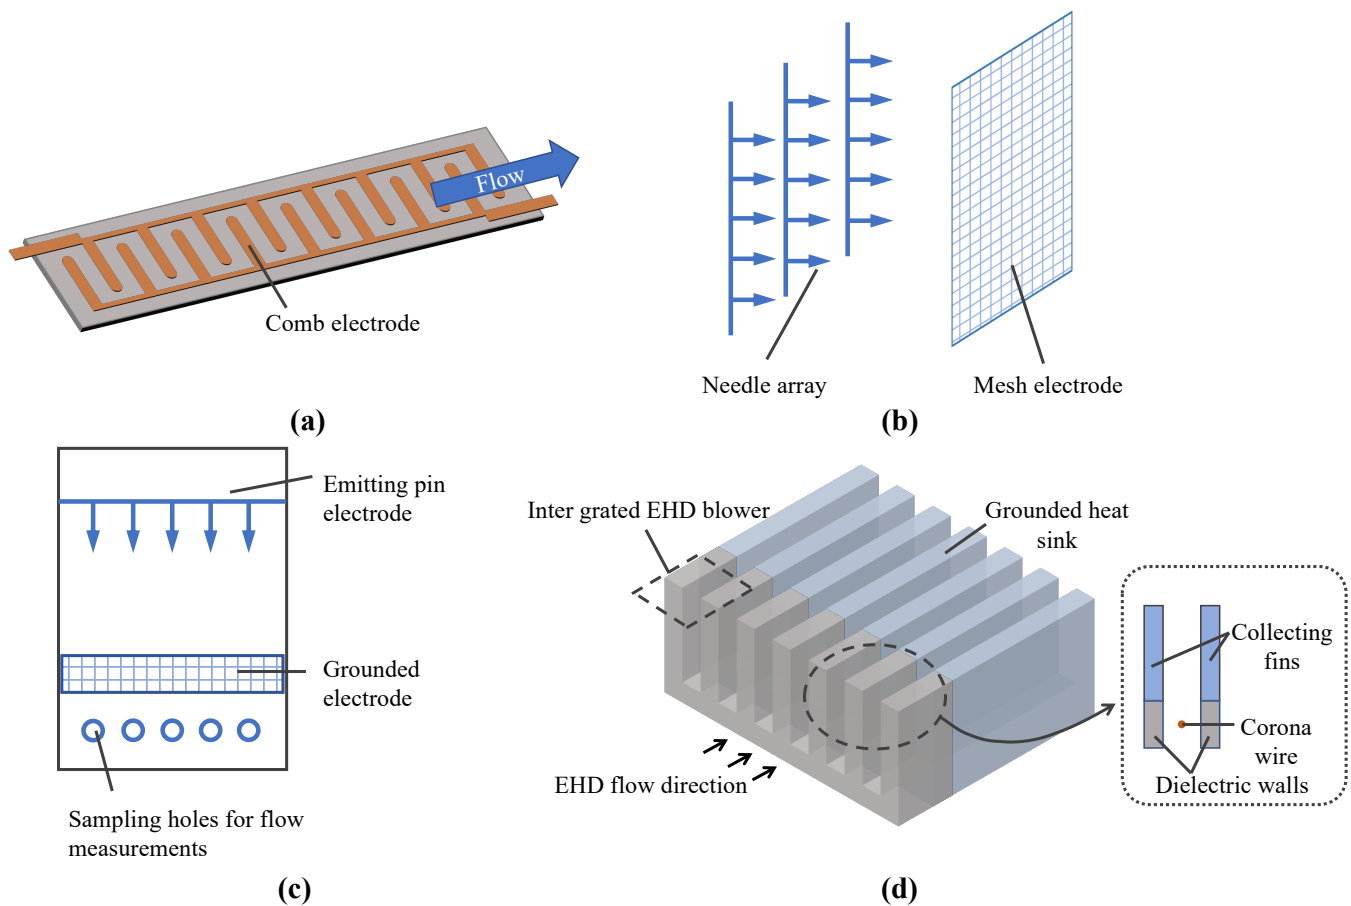 Flow
Comb electrode
(a)
Needle array
Mesh electrode
(b)
Emitting pin
electrode
Grounded
electrode
Sampling holes for flow
measurements
(c)
Inter grated EHD blower
Grounded heat
sink
EHD flow direction
Collecting
fins
Corona
wire
Dielectric walls
(d)